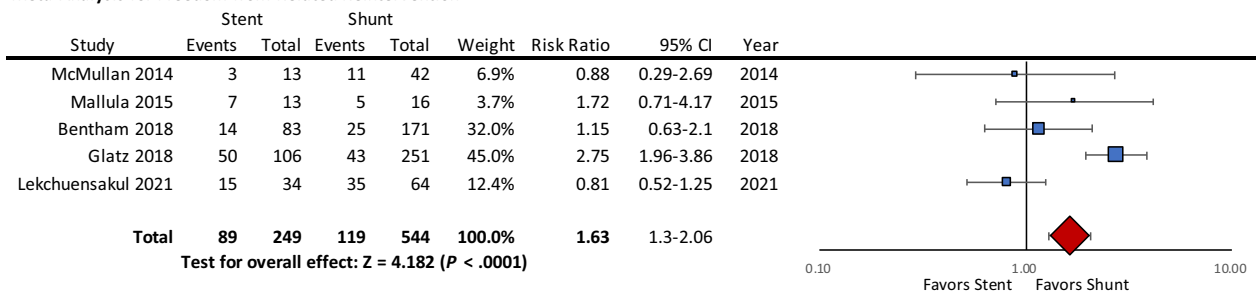 Stent Shunt
Study Events Total Events Total Weight Risk Ratio 95% CI Year
McMullan 2014 3 13 11 42 6.9% 0.88 0.29-2.69 2014
Mallula 2015 7 13 5 16 3.7% 1.72 0.71-4.17 2015
Bentham 2018 14 83 25 171 32.0% 1.15 0.63-2.1 2018
Glatz 2018 50 106 43 251 45.0% 2.75 1.96-3.86 2018
Lekchuensakul 2021 15 34 35 64 12.4% 0.81 0.52-1.25 2021
Total 89 249 119 544 100.0% 1.63 1.3-2.06
Test for overall effect: Z = 4.182 (P < .0001)
0.10 1.00 10.00
Favors Stent Favors Shunt